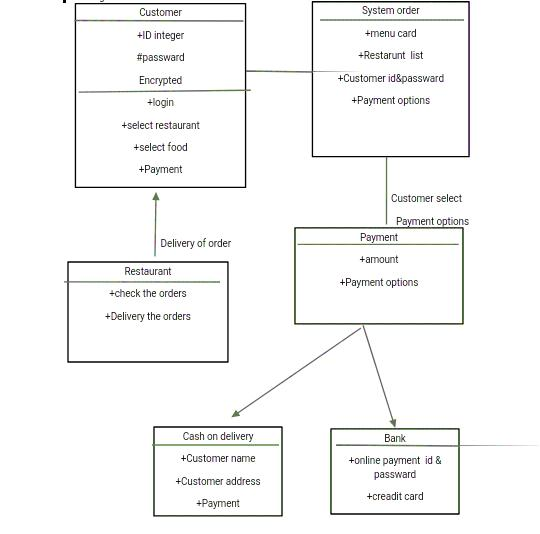 Customer
+ID integer
#passward
Encrypted
+login
+select restaurant
+select food
+Payment
System order
+menu card
+Restarunt list
+Customer id&passward
+Payment options
Customer select
Payment options
Delivery of order
Restaurant
+check the orders
+Delivery the orders
Payment
+amount
+Payment options
Cash on delivery
+Customer name
+Customer address
+Payment
Bank
+online payment id &
passward
+creadit card